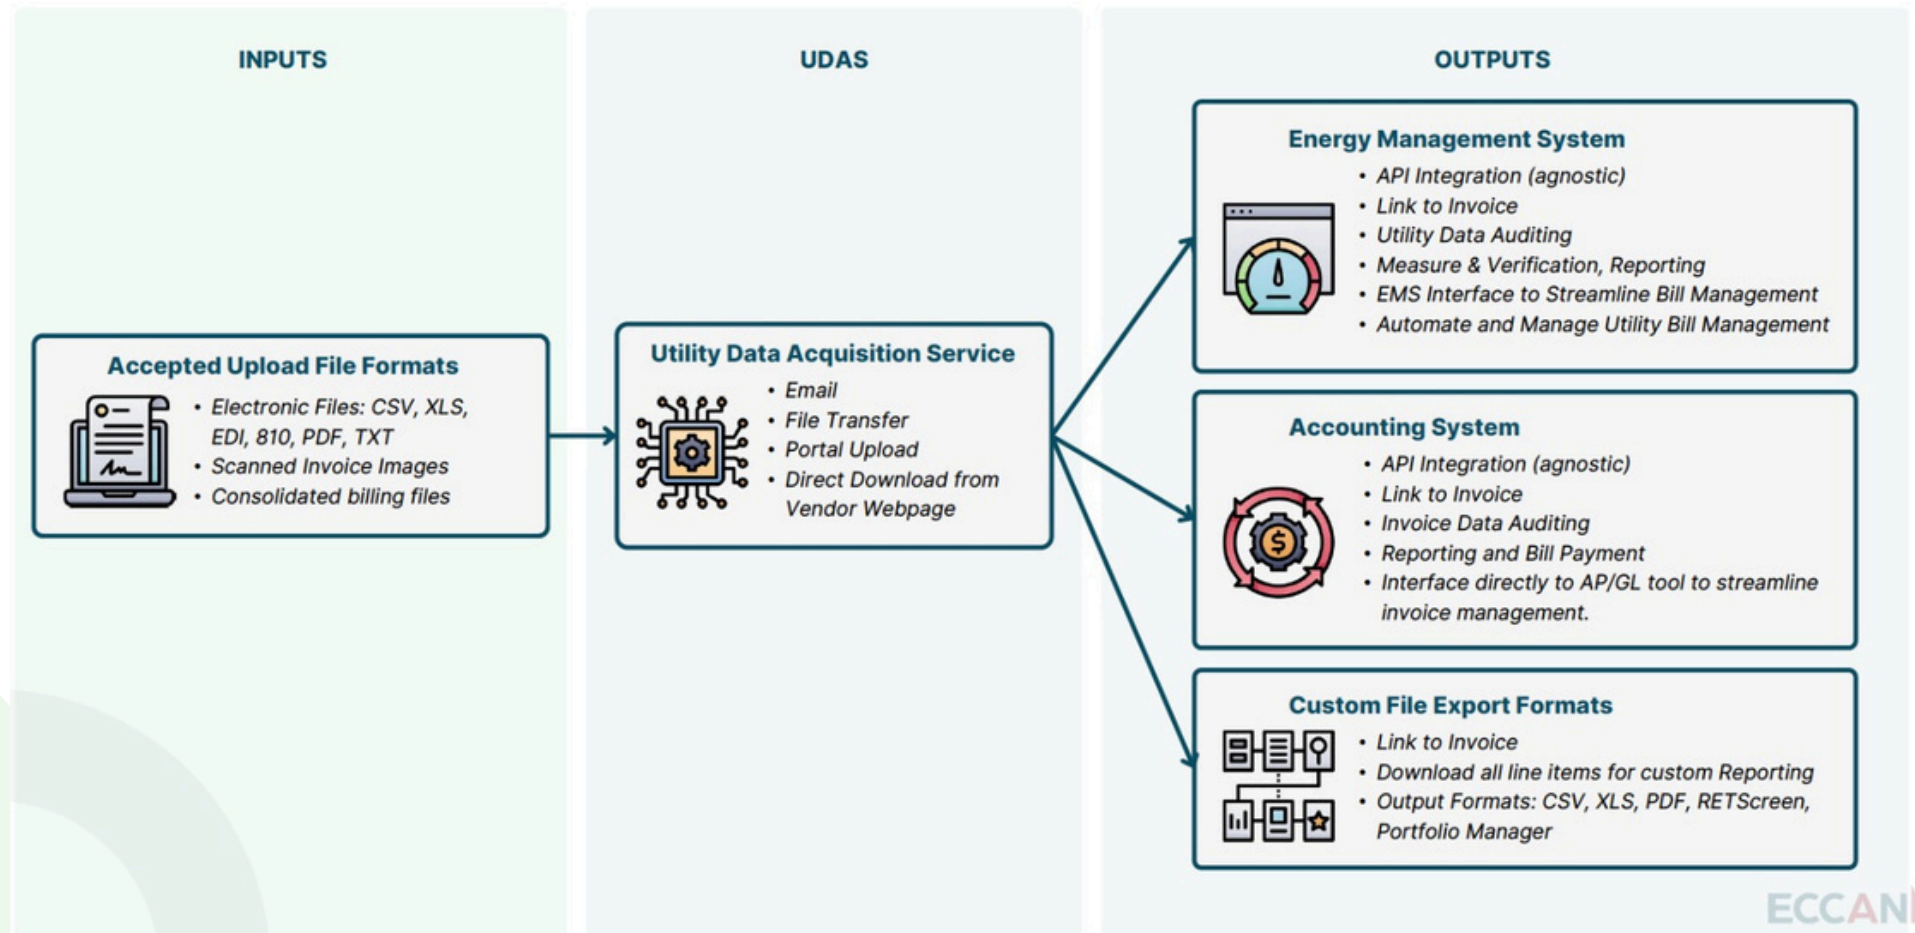 INPUTS
Accepted Upload File Formats
• Electronic Files: CSV, XLS,
EDI, 810, PDF, TXT
• Scanned Invoice Images
• Consolidated billing files
UDAS
Utility Data Acquisition Service
• Email
• File Transfer
• Portal Upload
• Direct Download from
Vendor Webpage
OUTPUTS
Energy Management System
• API Integration (agnostic)
• Link to Invoice
• Utility Data Auditing
• Measure & Verification, Reporting
• EMS Interface to Streamline Bill Management
• Automate and Manage Utility Bill Management
Accounting System
• API Integration (agnostic)
• Link to Invoice
• Invoice Data Auditing
• Reporting and Bill Payment
• Interface directly to AP/GL tool to streamline
invoice management.
$
Custom File Export Formats
• Link to Invoice
• Download all line items for custom Reporting
• Output Formats: CSV, XLS, PDF, RETScreen,
Portfolio Manager
ECCAN